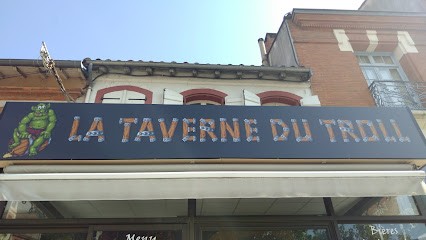 LA TAVERNE DU TROLL
Menu
Bières